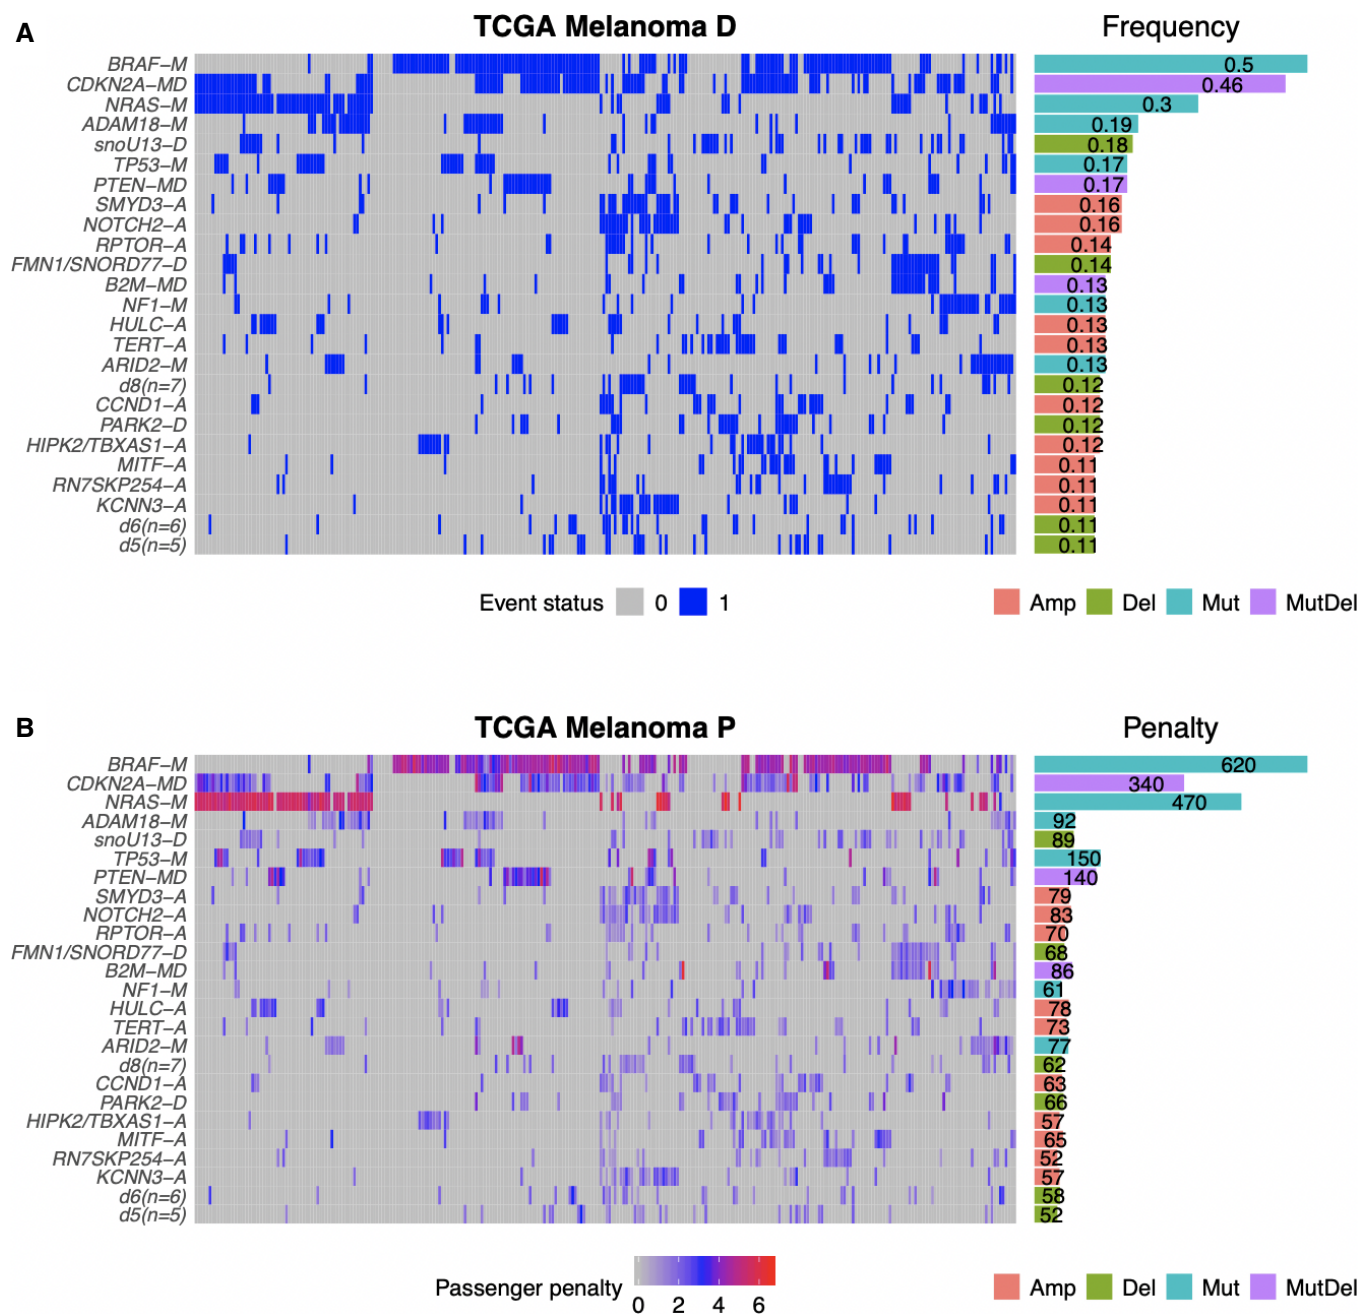 A
TCGA Melanoma D
Frequency
BRAF−M 0.5
CDKN2A−MD 0.46
NRAS−M 0.3
ADAM18−M 0.19
snoU13−D 0.18
TP53−M 0.17
PTEN−MD 0.17
SMYD3−A 0.16
NOTCH2−A 0.16
RPTOR−A 0.14
FMN1/SNORD77−D 0.14
B2M−MD 0.13
NF1−M 0.13
HULC−A 0.13
TERT−A 0.13
ARID2−M 0.13
d8(n=7) 0.12
CCND1−A 0.12
PARK2−D 0.12
HIPK2/TBXAS1−A 0.12
MITF−A 0.11
RN7SKP254−A 0.11
KCNN3−A 0.11
d6(n=6) 0.11
d5(n=5) 0.11
Event status 0 1
Amp Del Mut MutDel
B
TCGA Melanoma P
Penalty
BRAF−M 620
CDKN2A−MD 340
NRAS−M 470
ADAM18−M 92
snoU13−D 89
TP53−M 150
PTEN−MD 140
SMYD3−A 79
NOTCH2−A 83
RPTOR−A 70
FMN1/SNORD77−D 68
B2M−MD 86
NF1−M 61
HULC−A 78
TERT−A 73
ARID2−M 77
d8(n=7) 62
CCND1−A 63
PARK2−D 66
HIPK2/TBXAS1−A 57
MITF−A 65
RN7SKP254−A 52
KCNN3−A 57
d6(n=6) 58
d5(n=5) 52
Passenger penalty
0 2 4 6
Amp Del Mut MutDel